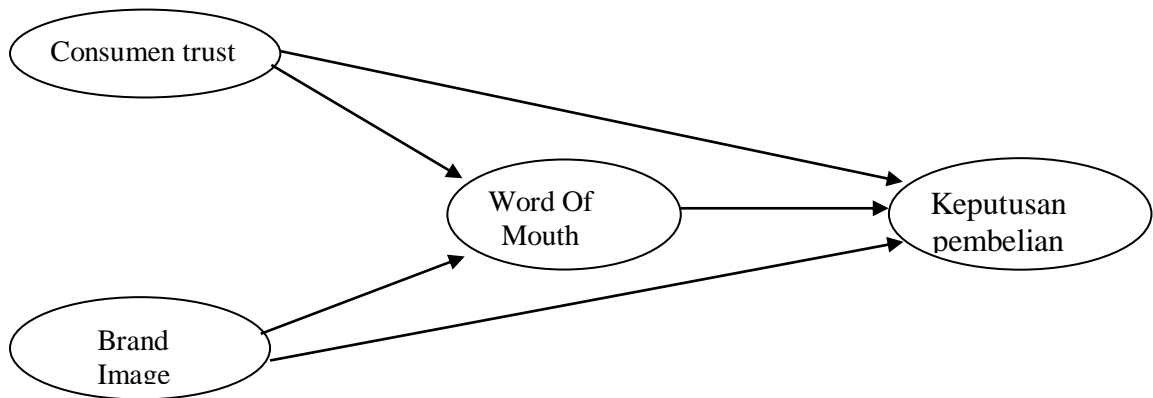 Consumen trust
Word Of
Mouth
Keputusan
pembelian
Brand
Image